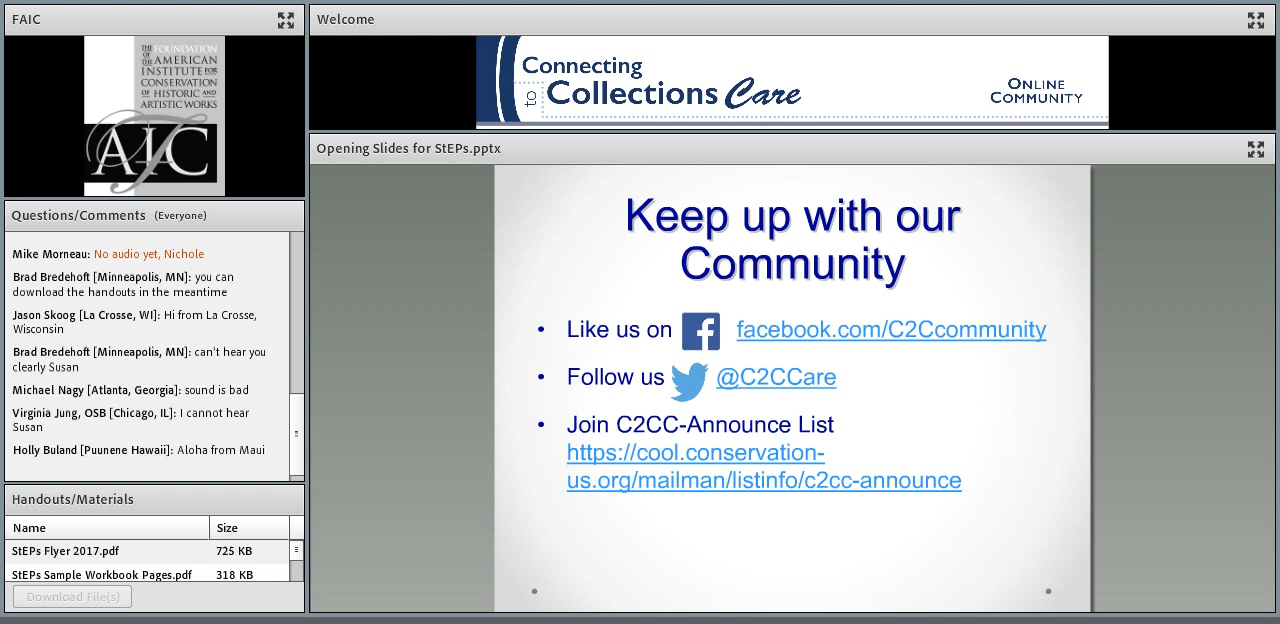 FAIC
THE FOUNDATION
OF THE AMERICAN
INSTITUTE FOR
CONSERVATION
OF HISTORIC AND
ARTISTIC WORKS
AIC
Questions/Comments (Everyone)
Mike Morneau: No audio yet, Nichole
Brad Bredehoft [Minneapolis, MN]: you can
download the handouts in the meantime
Jason Skoog [La Crosse, WI]: Hi from La Crosse,
Wisconsin
Brad Bredehoft [Minneapolis, MN]: can't hear you
clearly Susan
Michael Nagy [Atlanta, Georgia]: sound is bad
Virginia Jung, OSB [Chicago, IL]: I cannot hear
Susan
Holly Buland [Puunene Hawaii]: Aloha from Maui
Handouts/Materials
Name Size
StEPs Flyer 2017.pdf 725 KB
StEPs Sample Workbook Pages.pdf 318 KB
Download File(s)
Welcome
Connecting
to Collections Care
ONLINE
COMMUNITY
Opening Slides for StEPs.pptx
Keep up with our
Community
• Like us on f facebook.com/C2Ccommunity
• Follow us @C2CCare
• Join C2CC-Announce List
https://cool.conservation-
us.org/mailman/listinfo/c2cc-announce